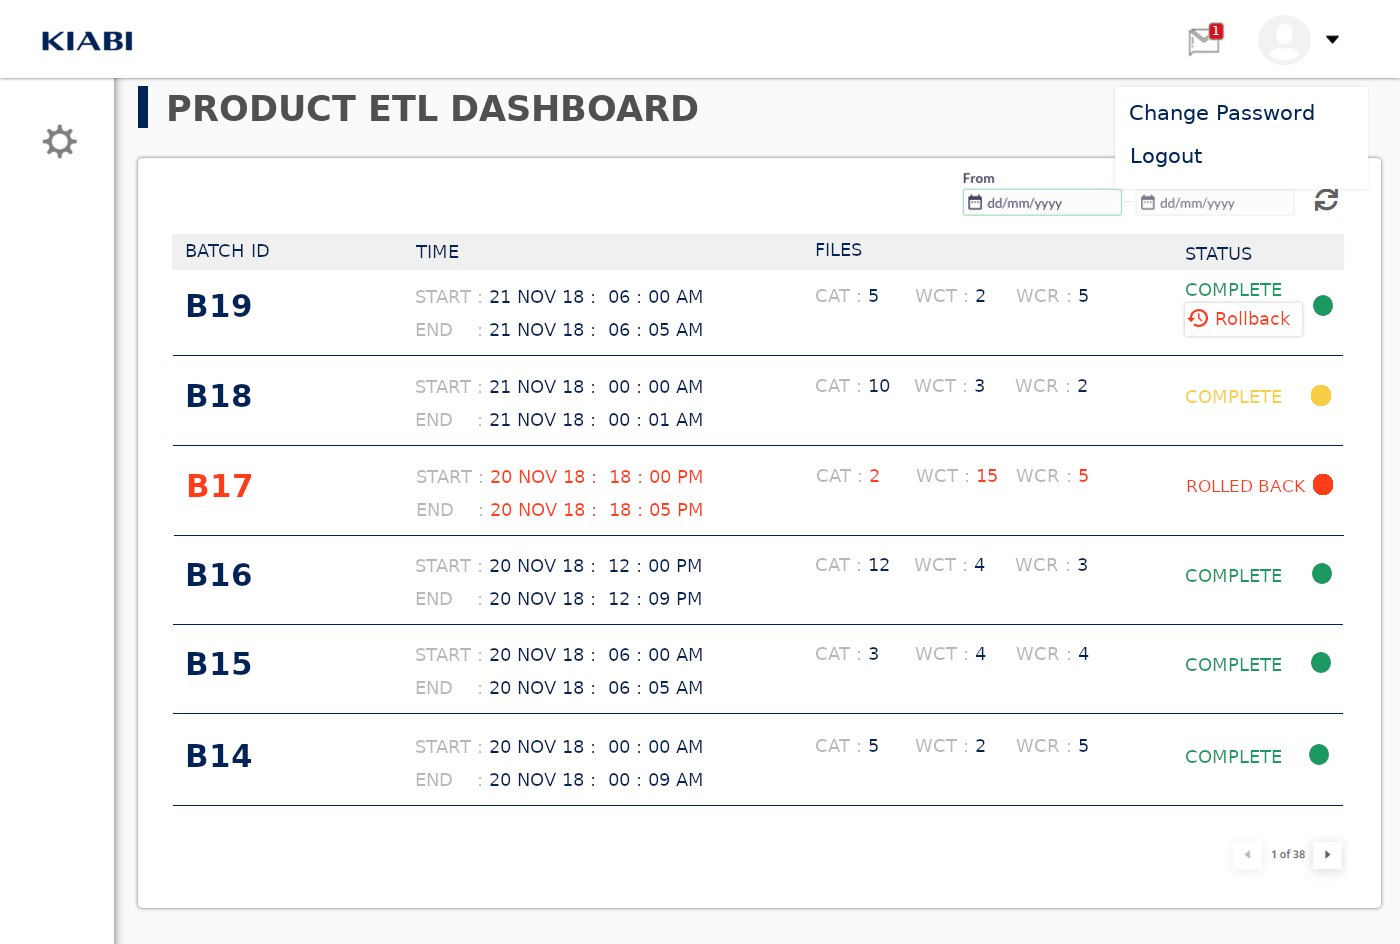 KIABI
1
PRODUCT ETL DASHBOARD
Change Password
Logout
From
dd/mm/yyyy
dd/mm/yyyy
BATCH ID TIME FILES STATUS
B19
START : 21 NOV 18 : 06 : 00 AM
END : 21 NOV 18 : 06 : 05 AM
CAT : 5 WCT : 2 WCR : 5
COMPLETE
Rollback
B18
START : 21 NOV 18 : 00 : 00 AM
END : 21 NOV 18 : 00 : 01 AM
CAT : 10 WCT : 3 WCR : 2
COMPLETE
B17
START : 20 NOV 18 : 18 : 00 PM
END : 20 NOV 18 : 18 : 05 PM
CAT : 2 WCT : 15 WCR : 5
ROLLED BACK
B16
START : 20 NOV 18 : 12 : 00 PM
END : 20 NOV 18 : 12 : 09 PM
CAT : 12 WCT : 4 WCR : 3
COMPLETE
B15
START : 20 NOV 18 : 06 : 00 AM
END : 20 NOV 18 : 06 : 05 AM
CAT : 3 WCT : 4 WCR : 4
COMPLETE
B14
START : 20 NOV 18 : 00 : 00 AM
END : 20 NOV 18 : 00 : 09 AM
CAT : 5 WCT : 2 WCR : 5
COMPLETE
1 of 38